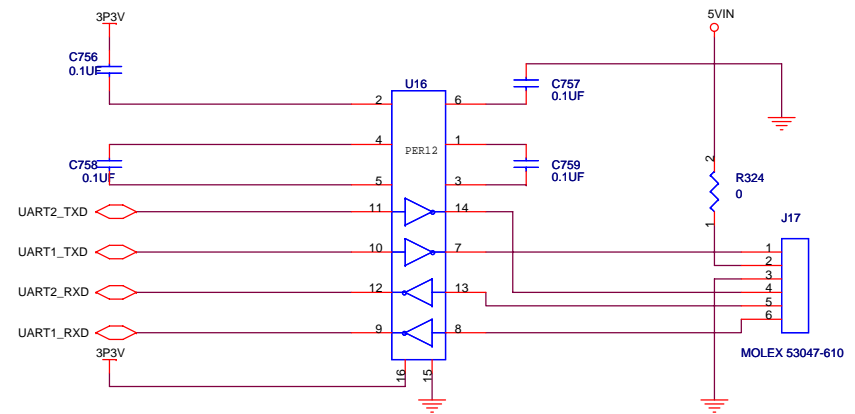 3P3V
5VIN
C756
0.1UF
U16
C757
0.1UF
2
6
4
1
PER12
C758
0.1UF
C759
0.1UF
5
3
2
R324
0
1
UART2_TXD
11
14
J17
UART1_TXD
10
7
1
2
3
UART2_RXD
12
13
4
5
6
UART1_RXD
9
8
3P3V
MOLEX 53047-610
16
15